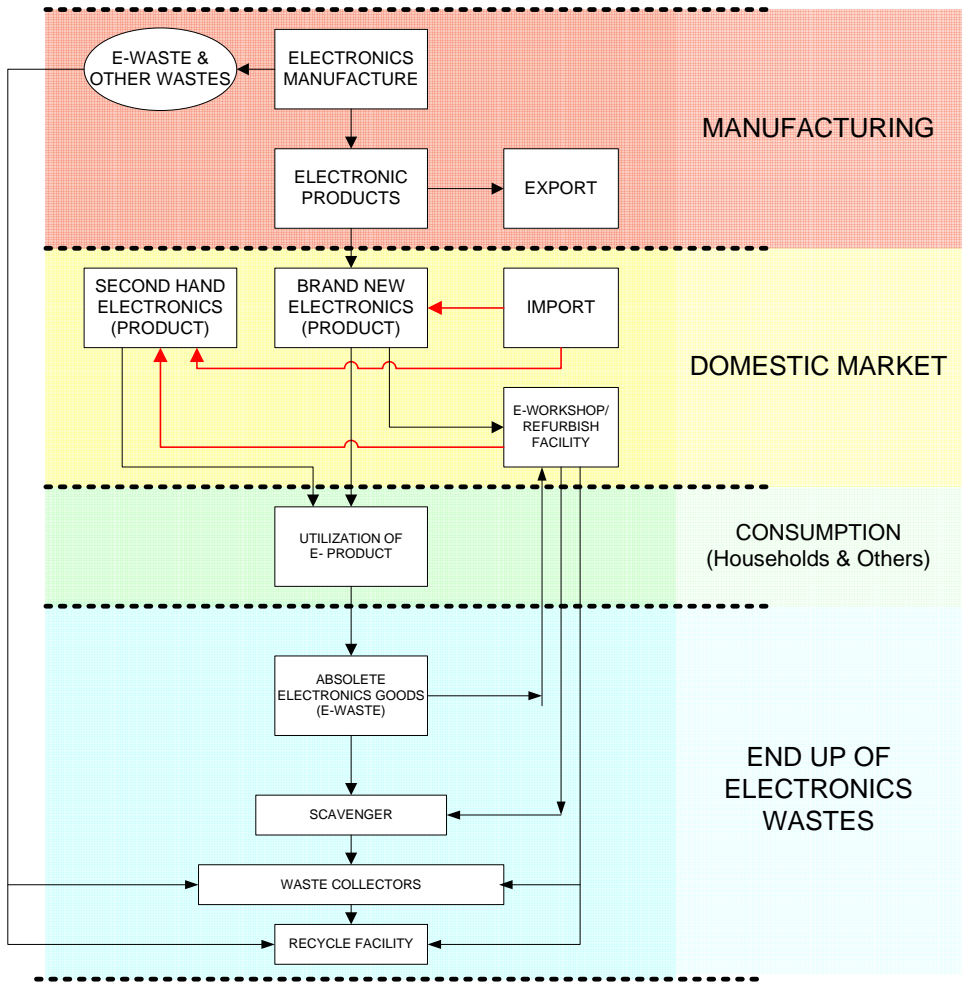 E-WASTE &
OTHER WASTES
ELECTRONICS
MANUFACTURE
MANUFACTURING
ELECTRONIC
PRODUCTS
EXPORT
SECOND HAND
ELECTRONICS
(PRODUCT)
BRAND NEW
ELECTRONICS
(PRODUCT)
IMPORT
DOMESTIC MARKET
E-WORKSHOP/
REFURBISH
FACILITY
UTILIZATION OF
E- PRODUCT
CONSUMPTION
(Households & Others)
ABSOLETE
ELECTRONICS GOODS
(E-WASTE)
END UP OF
ELECTRONICS
WASTES
SCAVENGER
WASTE COLLECTORS
RECYCLE FACILITY